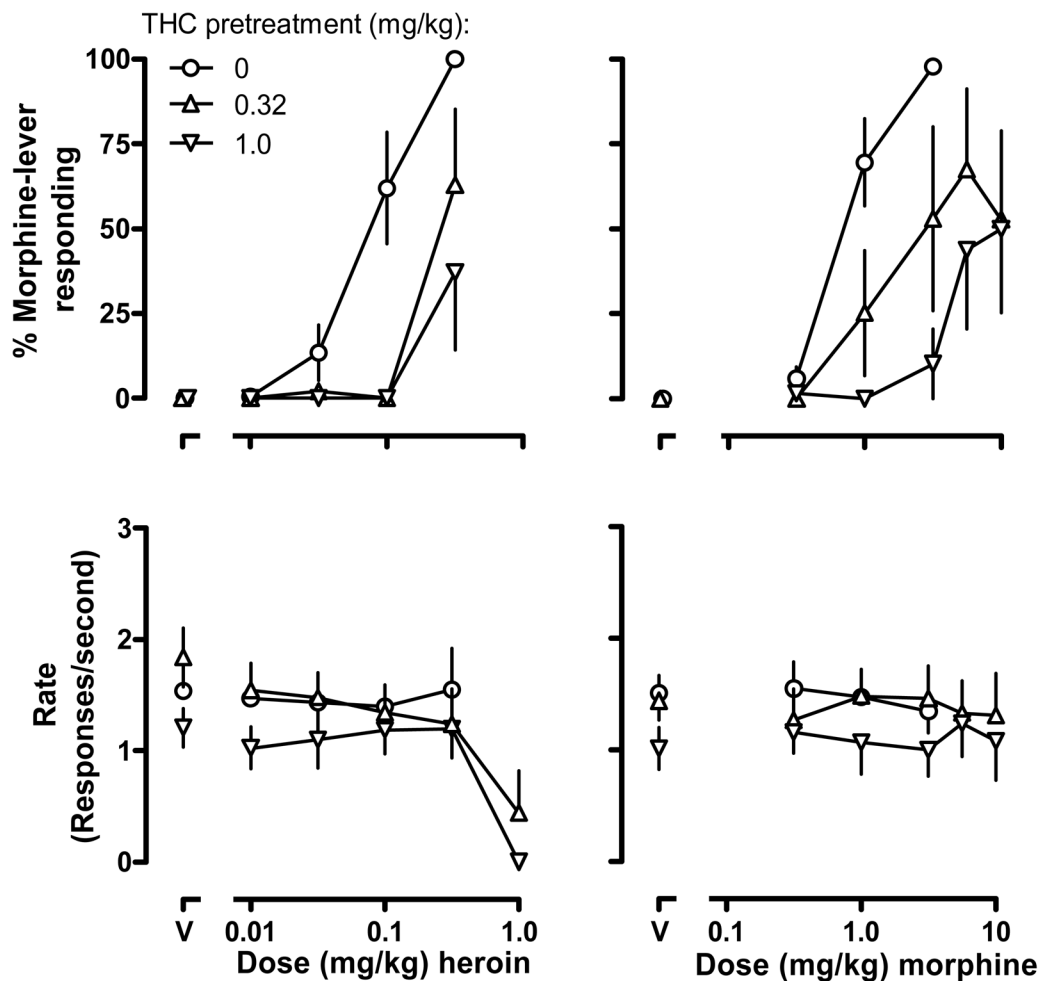 THC pretreatment (mg/kg):
0
0.32
1.0
100
75
50
25
0
% Morphine-lever
responding
3
2
1
0
Rate
(Responses/second)
V 0.01 0.1 1.0
Dose (mg/kg) heroin
V 0.1 1.0 10
Dose (mg/kg) morphine